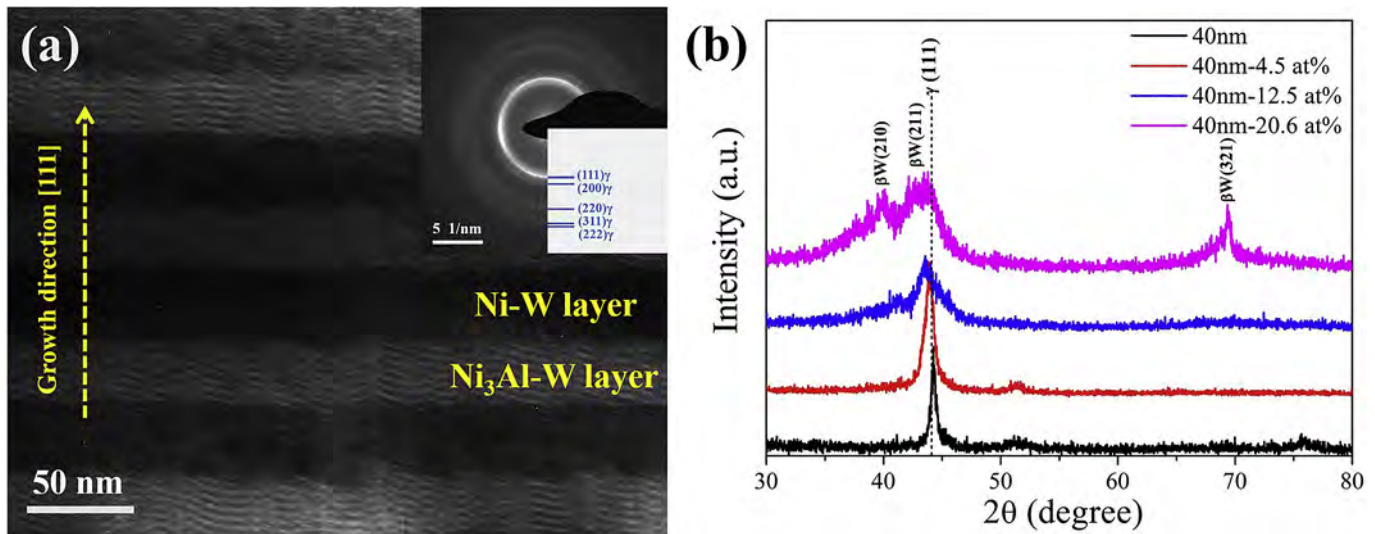 (a)
Growth direction [111]
50 nm
5 1/nm
(111)γ
(200)γ
(220)γ
(311)γ
(222)γ
Ni-W layer
Ni₃Al-W layer
(b)
Intensity (a.u.)
40nm
40nm-4.5 at%
40nm-12.5 at%
40nm-20.6 at%
βW(210)
βW(211)
γ (111)
βW(321)
30 40 50 60 70 80
2θ (degree)